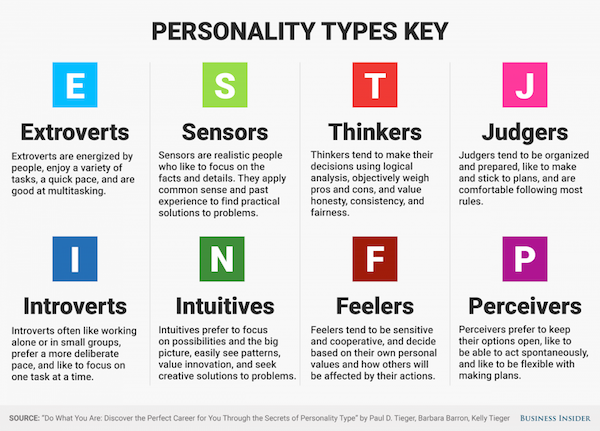 PERSONALITY TYPES KEY
E
Extroverts
Extroverts are energized by
people, enjoy a variety of
tasks, a quick pace, and are
good at multitasking.
S
Sensors
Sensors are realistic people
who like to focus on the
facts and details. They apply
common sense and past
experience to find practical
solutions to problems.
T
Thinkers
Thinkers tend to make their
decisions using logical
analysis, objectively weigh
pros and cons, and value
honesty, consistency, and
fairness.
J
Judgers
Judgers tend to be organized
and prepared, like to make
and stick to plans, and are
comfortable following most
rules.
I
Introverts
Introverts often like working
alone or in small groups,
prefer a more deliberate
pace, and like to focus on
one task at a time.
N
Intuitives
Intuitives prefer to focus
on possibilities and the big
picture, easily see patterns,
value innovation, and seek
creative solutions to problems.
F
Feelers
Feelers tend to be sensitive
and cooperative, and decide
based on their own personal
values and how others will
be affected by their actions.
P
Perceivers
Perceivers prefer to keep
their options open, like to
be able to act spontaneously,
and like to be flexible with
making plans.
SOURCE: "Do What You Are: Discover the Perfect Career for You Through the Secrets of Personality Type" by Paul D. Tieger, Barbara Barron, Kelly Tieger BUSINESS INSIDER